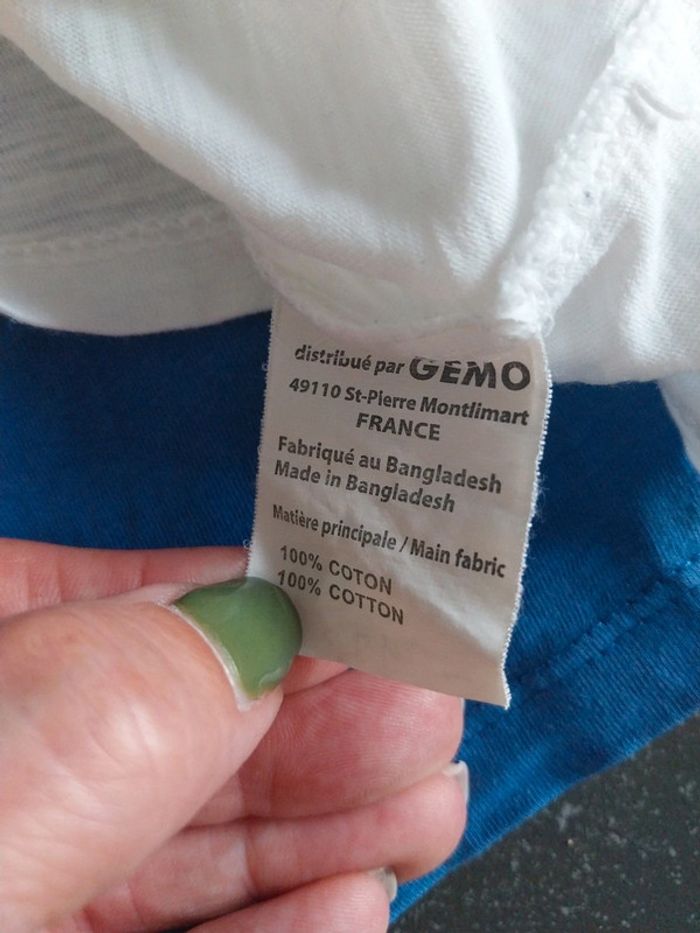 distribué par GEMO
49110 St-Pierre Montlimart
FRANCE
Fabriqué au Bangladesh
Made in Bangladesh
Matière principale / Main fabric
100% COTON
100% COTTON